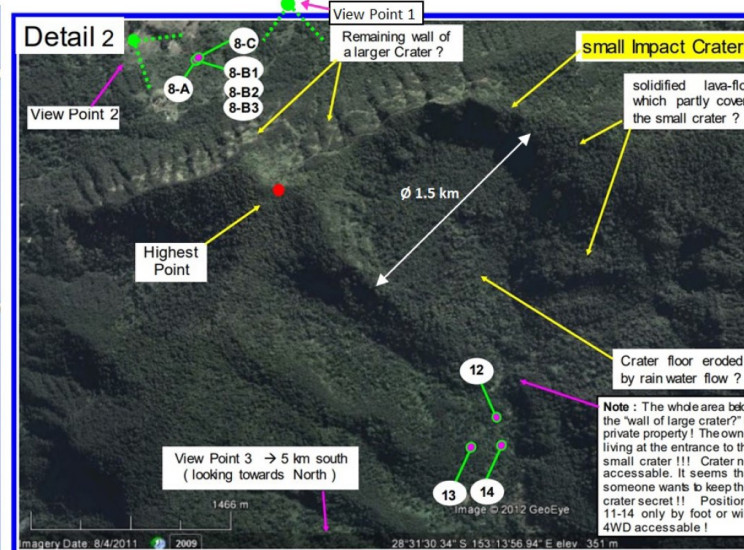 View Point 1
Detail 2
8-C
8-B1
8-A
8-B2
8-B3
View Point 2
Remaining wall of
a larger Crater ?
small Impact Crater
solidified lava-flo
which partly cove
the small crater ?
Ø 1.5 km
Highest
Point
Crater floor eroded
by rain water flow ?
12
13
14
View Point 3 → 5 km south
( looking towards North )
Note : The whole area belo
the "wall of large crater?"
private property ! The own
living at the entrance to th
small crater !!! Crater n
accessable. It seems th
someone wants to keep th
crater secret !! Position
11-14 only by foot or wi
4WD accessable !
1466 m
Image © 2012 GeoEye
Imagery Date: 8/4/2011
2009
28°31'30.34" S 153°13'56.94" E elev 351 m